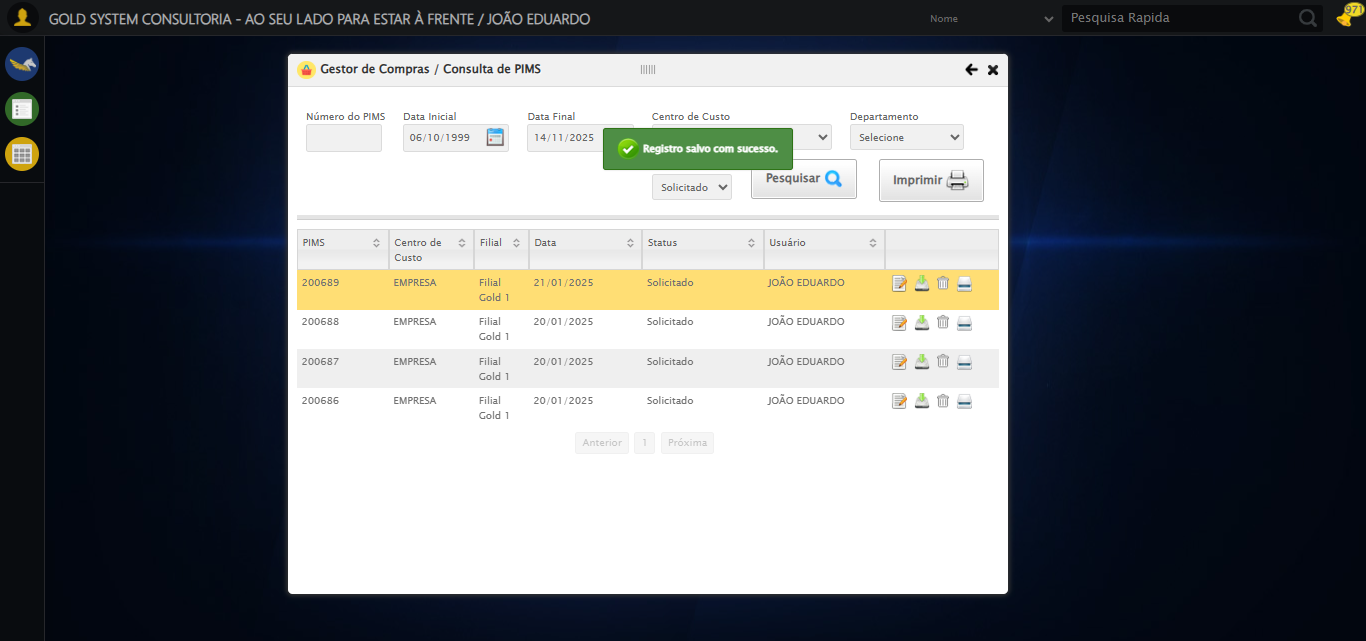 GOLD SYSTEM CONSULTORIA - AO SEU LADO PARA ESTAR À FRENTE / JOÃO EDUARDO
Nome
Pesquisa Rapida
971
Gestor de Compras / Consulta de PIMS
Número do PIMS
Data Inicial
Data Final
Centro de Custo
Departamento
06/10/1999
14/11/2025
Selecione
Registro salvo com sucesso.
Solicitado
Pesquisar
Imprimir
PIMS
Centro de
Custo
Filial
Data
Status
Usuário
200689 EMPRESA Filial 21/01/2025 Solicitado JOÃO EDUARDO
Gold 1
200688 EMPRESA Filial 20/01/2025 Solicitado JOÃO EDUARDO
Gold 1
200687 EMPRESA Filial 20/01/2025 Solicitado JOÃO EDUARDO
Gold 1
200686 EMPRESA Filial 20/01/2025 Solicitado JOÃO EDUARDO
Gold 1
Anterior 1 Próxima